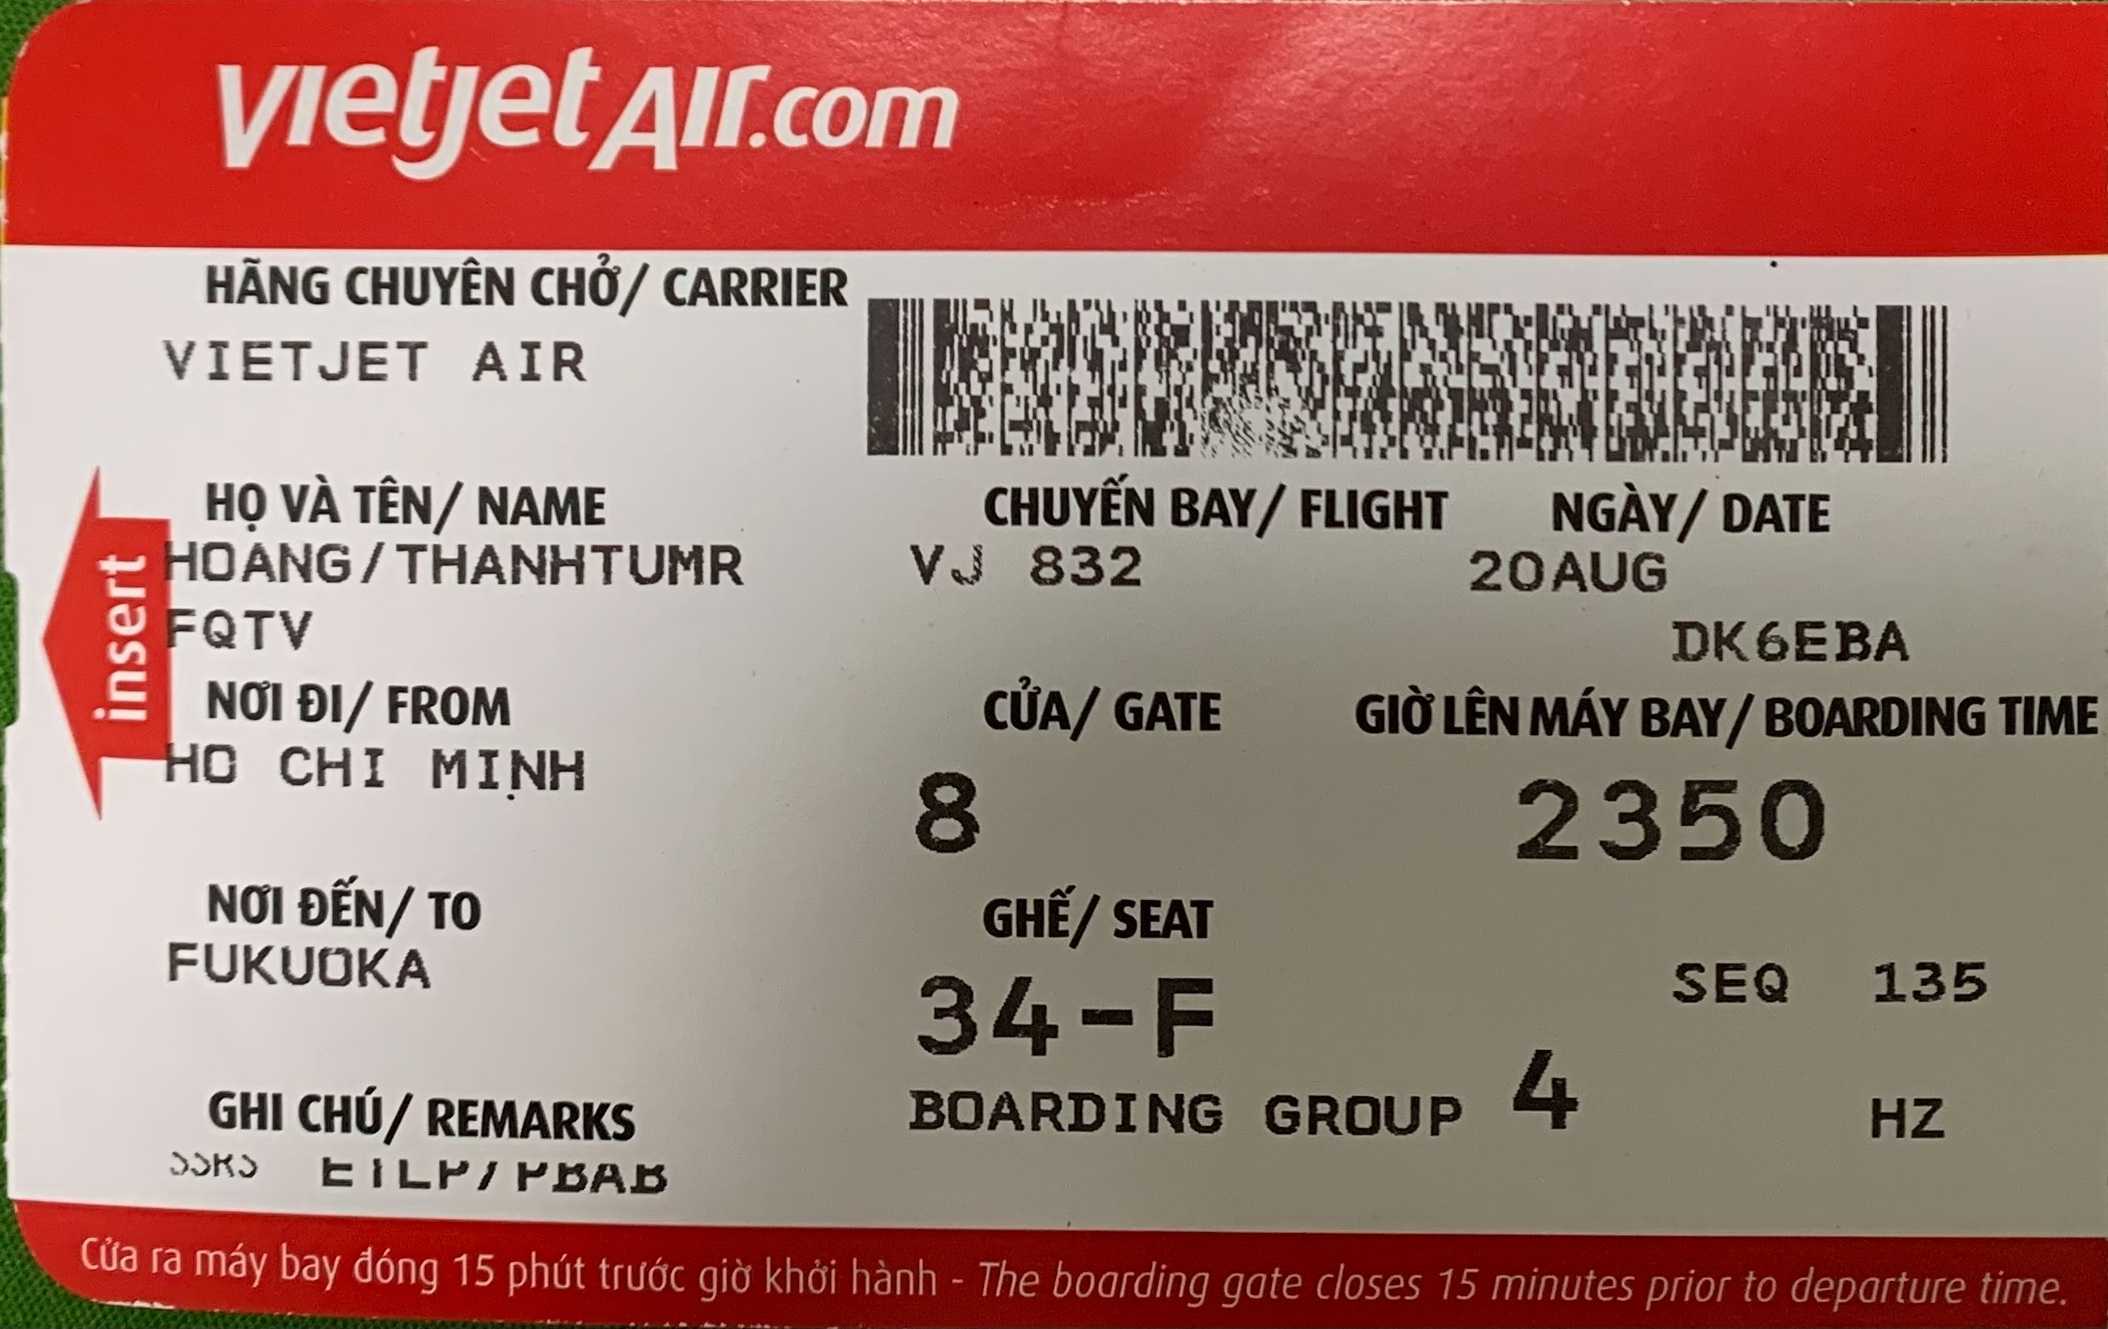 vietjetAir.com
HÃNG CHUYÊN CHỞ/ CARRIER
VIETJET AIR
HỌ VÀ TÊN/ NAME CHUYẾN BAY/ FLIGHT NGÀY/ DATE
HOANG/THANHTUMR VJ 832 20AUG
FQTV DK6EBA
insert
NƠI ĐI/ FROM CỬA/ GATE GIỜ LÊN MÁY BAY/ BOARDING TIME
HO CHI MINH 8 2350
NƠI ĐẾN/ TO GHẾ/ SEAT
FUKUOKA 34-F SEQ 135
GHI CHÚ/ REMARKS BOARDING GROUP 4 HZ
Cửa ra máy bay đóng 15 phút trước giờ khởi hành - The boarding gate closes 15 minutes prior to departure time.